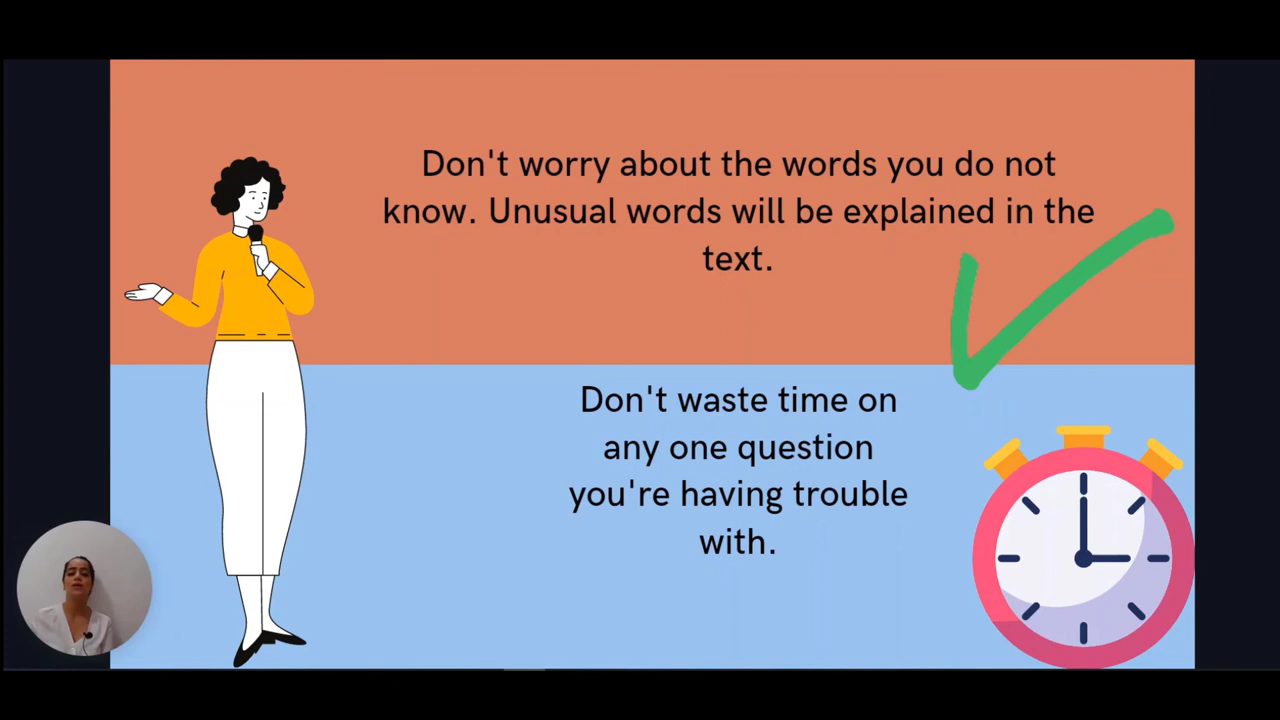 Don't worry about the words you do not
know. Unusual words will be explained in the
text.
Don't waste time on
any one question
you're having trouble
with.